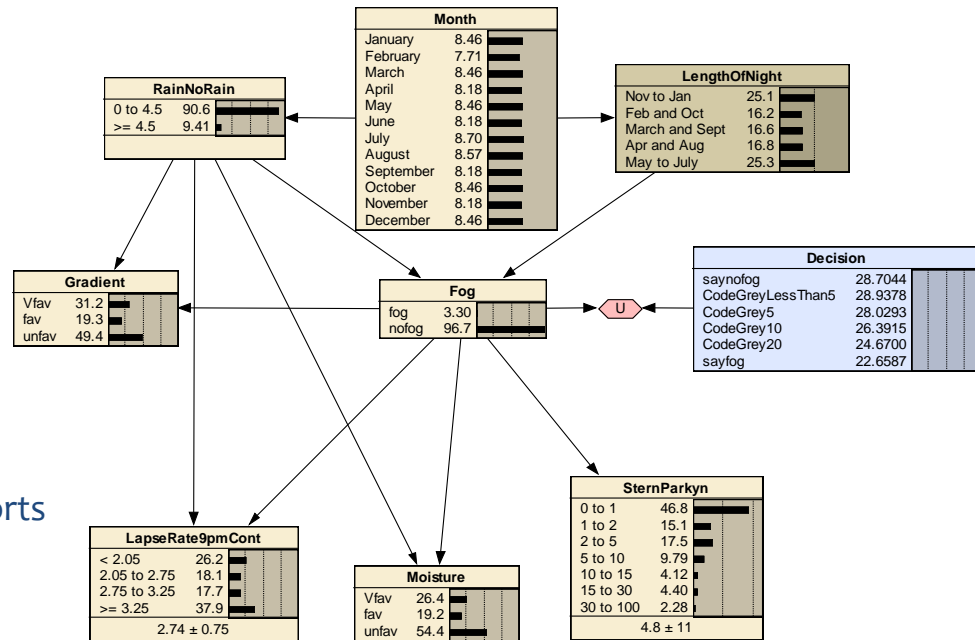 Month
January 8.46
February 7.71
March 8.46
April 8.18
May 8.46
June 8.18
July 8.70
August 8.57
September 8.18
October 8.46
November 8.18
December 8.46
RainNoRain
0 to 4.5 90.6
>= 4.5 9.41
LengthOfNight
Nov to Jan 25.1
Feb and Oct 16.2
March and Sept 16.6
Apr and Aug 16.8
May to July 25.3
Gradient
Vfav 31.2
fav 19.3
unfav 49.4
Fog
fog 3.30
nofog 96.7
U
Decision
saynofog 28.7044
CodeGreyLessThan5 28.9378
CodeGrey5 28.0293
CodeGrey10 26.3915
CodeGrey20 24.6700
sayfog 22.6587
orts
LapseRate9pmCont
< 2.05 26.2
2.05 to 2.75 18.1
2.75 to 3.25 17.7
>= 3.25 37.9
2.74 ± 0.75
Moisture
Vfav 26.4
fav 19.2
unfav 54.4
SternParkyn
0 to 1 46.8
1 to 2 15.1
2 to 5 17.5
5 to 10 9.79
10 to 15 4.12
15 to 30 4.40
30 to 100 2.28
4.8 ± 11